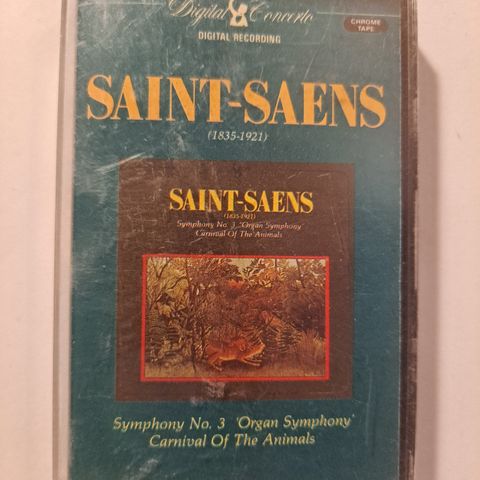 Digital Concerto
DIGITAL RECORDING
CHROME
TAPE
SAINT-SAENS
(1835-1921)
SAINT-SAENS
(1835-1921)
Symphony No. 3 'Organ Symphony'
Carnival Of The Animals
Symphony No. 3 'Organ Symphony'
Carnival Of The Animals